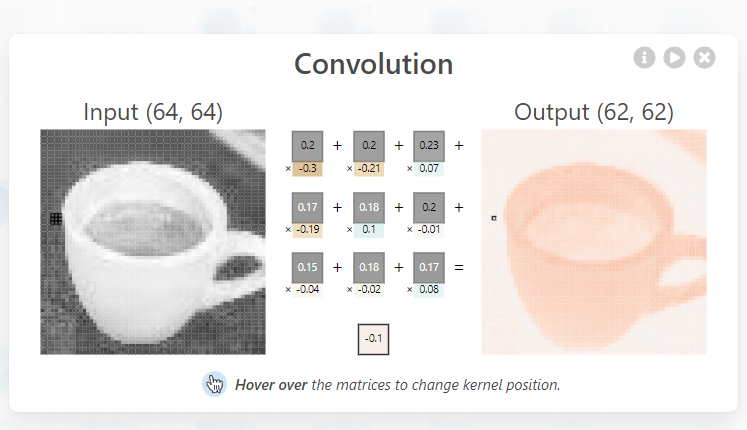 Convolution
Input (64, 64)
Output (62, 62)
0.2 + 0.2 + 0.23 +
× -0.3 × -0.21 × 0.07
0.17 + 0.18 + 0.2 +
× -0.19 × 0.1 × -0.01
0.15 + 0.18 + 0.17 =
× -0.04 × -0.02 × 0.08
-0.1
Hover over the matrices to change kernel position.